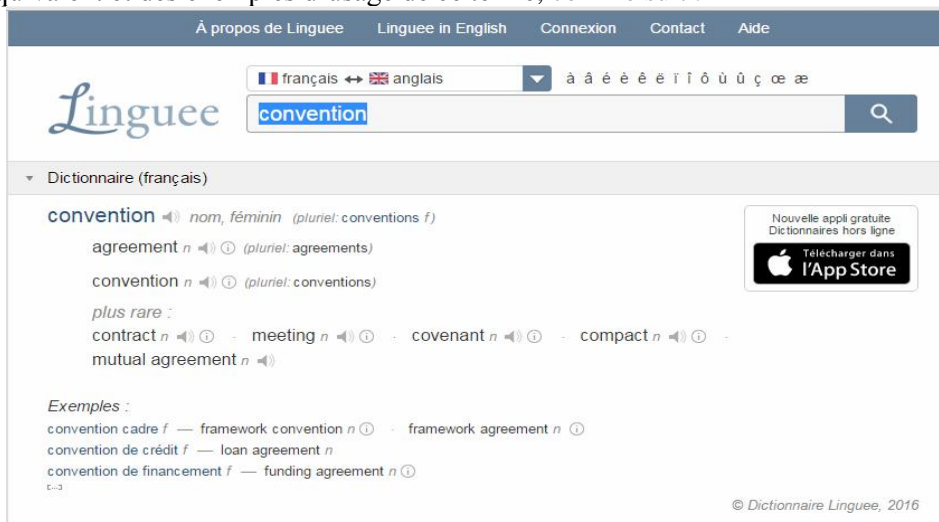 À propos de Linguee Linguee in English Connexion Contact Aide
Linguee
français ↔ anglais à â é è ê ë ï î ô ù û ç œ æ
convention
Dictionnaire (français)
convention nom, féminin (pluriel: conventions f)
agreement n (pluriel: agreements)
convention n (pluriel: conventions)
plus rare :
contract n · meeting n · covenant n · compact n ·
mutual agreement n
Nouvelle appli gratuite
Dictionnaires hors ligne
Télécharger dans
l'App Store
Exemples :
convention cadre f — framework convention n · framework agreement n
convention de crédit f — loan agreement n
convention de financement f — funding agreement n
[...]
© Dictionnaire Linguee, 2016